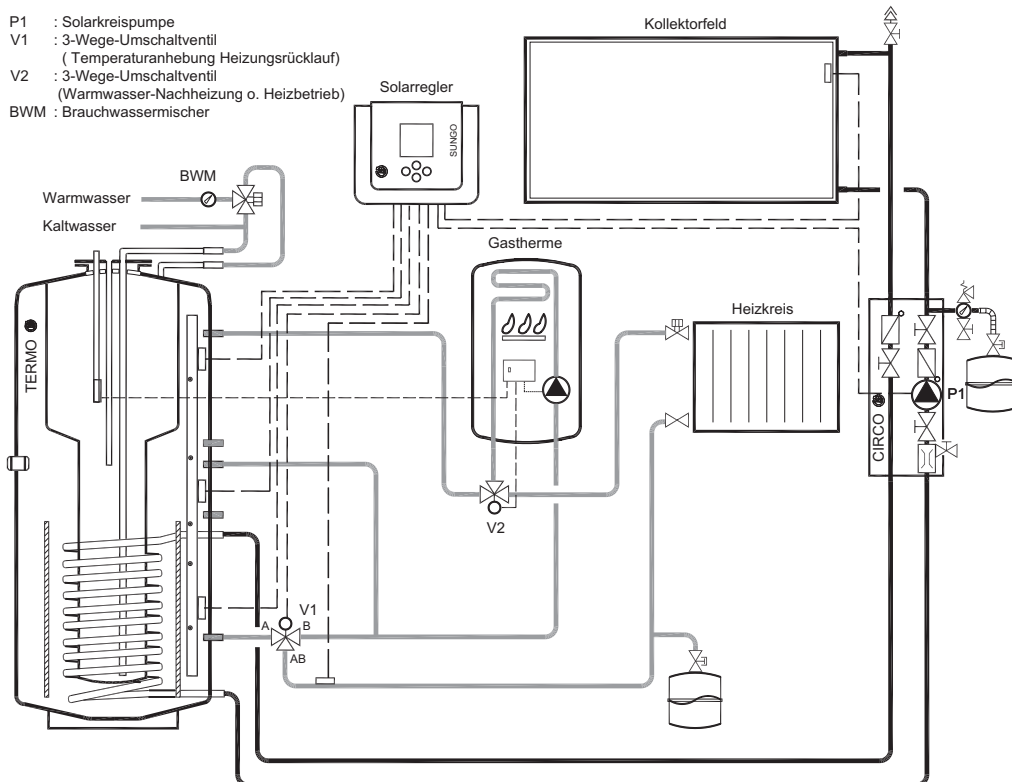 P1 : Solarkreispumpe
V1 : 3-Wege-Umschaltventil
( Temperaturanhebung Heizungsrücklauf)
V2 : 3-Wege-Umschaltventil
(Warmwasser-Nachheizung o. Heizbetrieb)
BWM : Brauchwassermischer
Kollektorfeld
Solarregler
SUNGO
BWM
Warmwasser
Kaltwasser
Gastherme
Heizkreis
TERMO
P1
CIRCO
V2
V1
A
B
AB